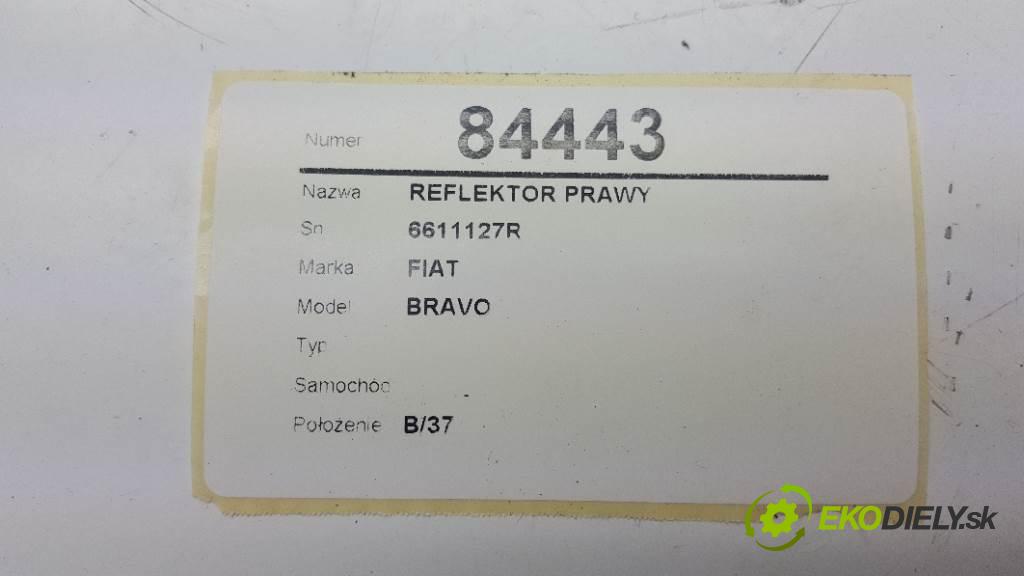 Numer 84443
Nazwa REFLEKTOR PRAWY
Sn 6611127R
Marka FIAT
Model BRAVO
Typ
Samochód
Położenie B/37
EKODIELY.sk